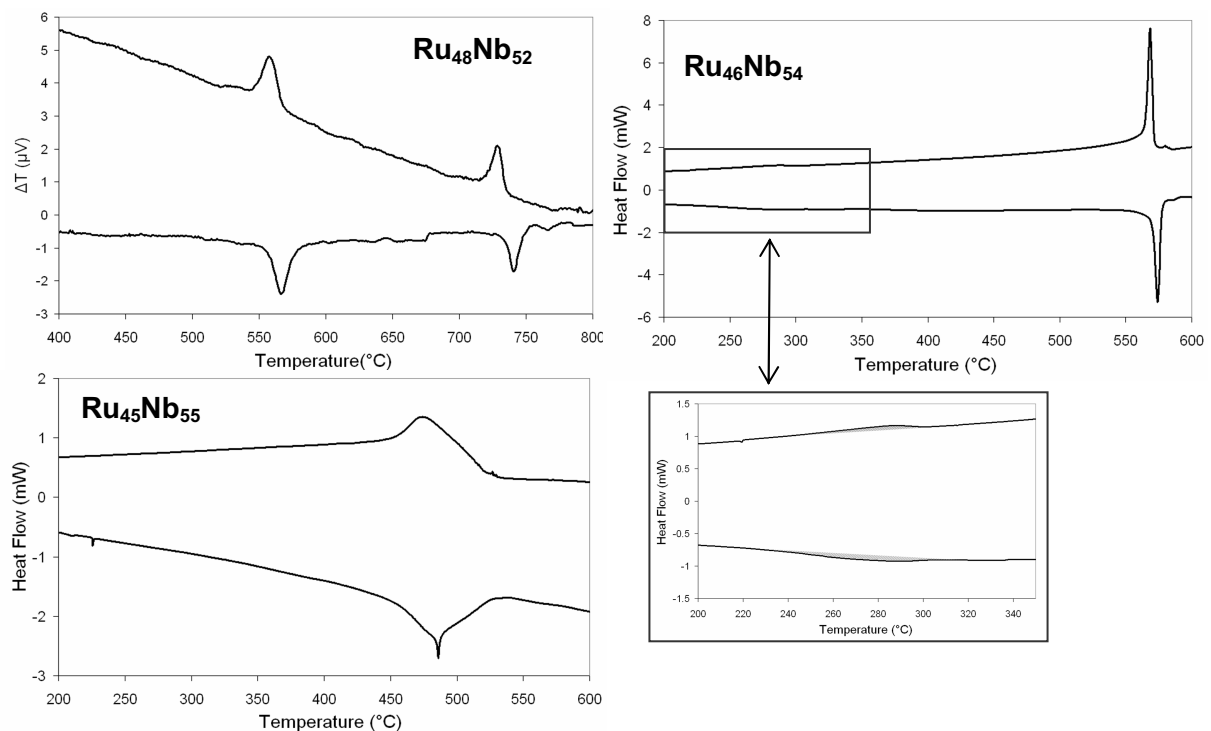 Ru48Nb52
ΔT (µV)
6
5
4
3
2
1
0
-1
-2
-3
400 450 500 550 600 650 700 750 800
Temperature(°C)
Ru46Nb54
Heat Flow (mW)
8
6
4
2
0
-2
-4
-6
200 250 300 350 400 450 500 550 600
Temperature (°C)
Ru45Nb55
Heat Flow (mW)
2
1
0
-1
-2
-3
200 250 300 350 400 450 500 550 600
Temperature (°C)
Heat Flow (mW)
1.5
1
0.5
0
-0.5
-1
-1.5
200 220 240 260 280 300 320 340
Temperature (°C)